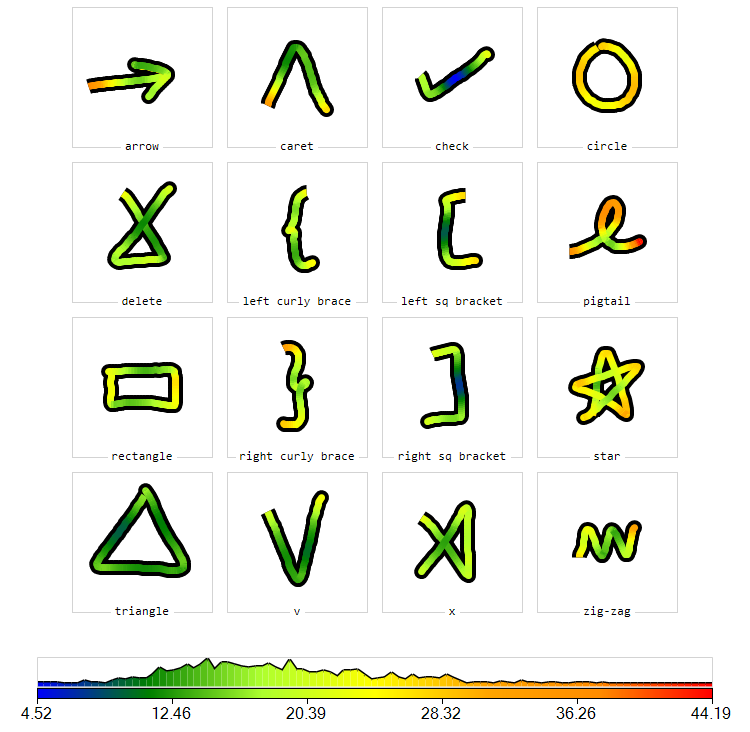 arrow caret check circle
delete left curly brace left sq bracket pigtail
rectangle right curly brace right sq bracket star
triangle v x zig-zag
4.52 12.46 20.39 28.32 36.26 44.19